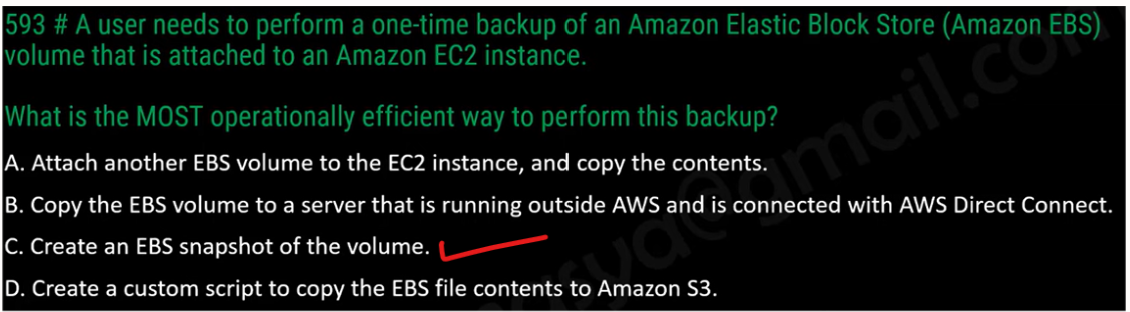 593 # A user needs to perform a one-time backup of an Amazon Elastic Block Store (Amazon EBS)
volume that is attached to an Amazon EC2 instance.
What is the MOST operationally efficient way to perform this backup?
A. Attach another EBS volume to the EC2 instance, and copy the contents.
B. Copy the EBS volume to a server that is running outside AWS and is connected with AWS Direct Connect.
C. Create an EBS snapshot of the volume.
D. Create a custom script to copy the EBS file contents to Amazon S3.